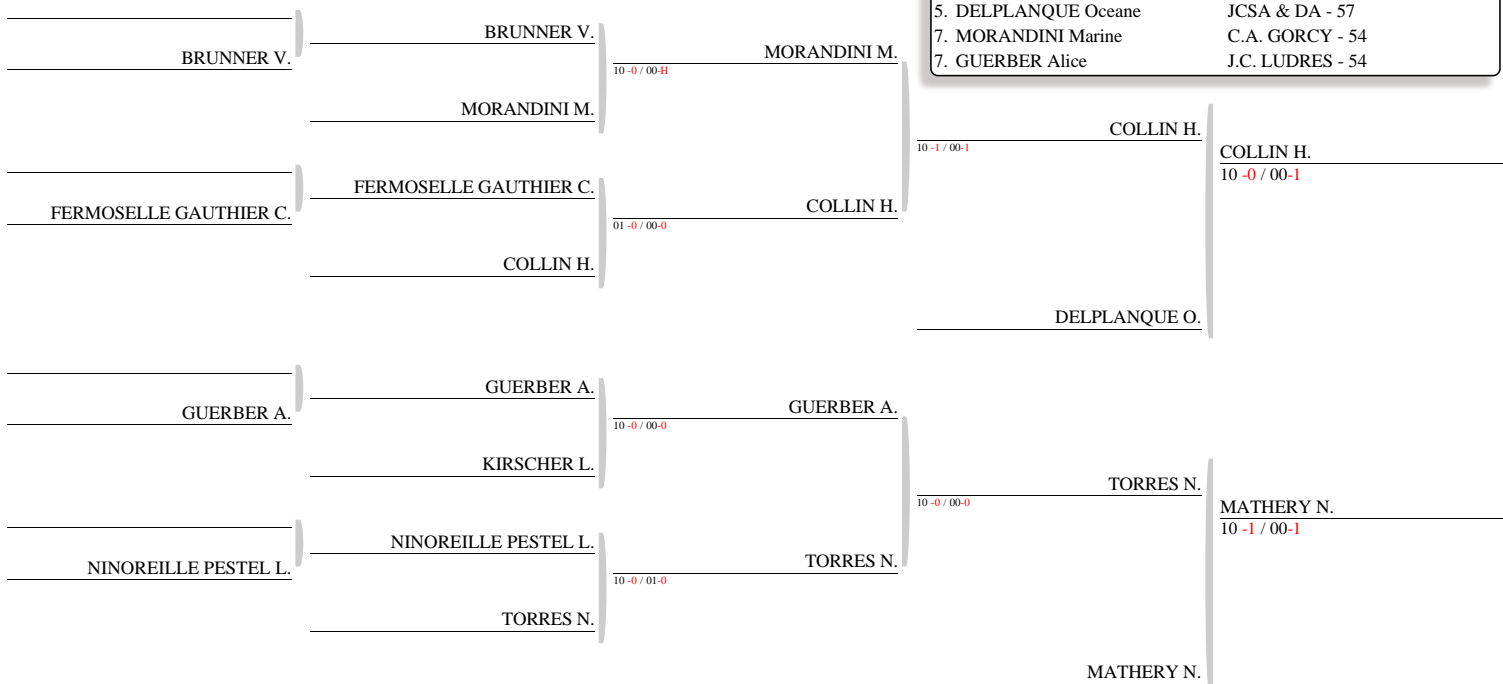 5. DELPLANQUE Oceane JCSA & DA - 57
7. MORANDINI Marine C.A. GORCY - 54
7. GUERBER Alice J.C. LUDRES - 54
BRUNNER V.
FERMOSELLE GAUTHIER C.
GUERBER A.
NINOREILLE PESTEL L.
BRUNNER V.
MORANDINI M.
FERMOSELLE GAUTHIER C.
COLLIN H.
GUERBER A.
KIRSCHER L.
NINOREILLE PESTEL L.
TORRES N.
MORANDINI M.
10 -0 / 00-H
COLLIN H.
01 -0 / 00-0
GUERBER A.
10 -0 / 00-0
TORRES N.
10 -0 / 01-0
COLLIN H.
10 -1 / 00-1
DELPLANQUE O.
TORRES N.
10 -0 / 00-0
MATHERY N.
COLLIN H.
10 -0 / 00-1
MATHERY N.
10 -1 / 00-1